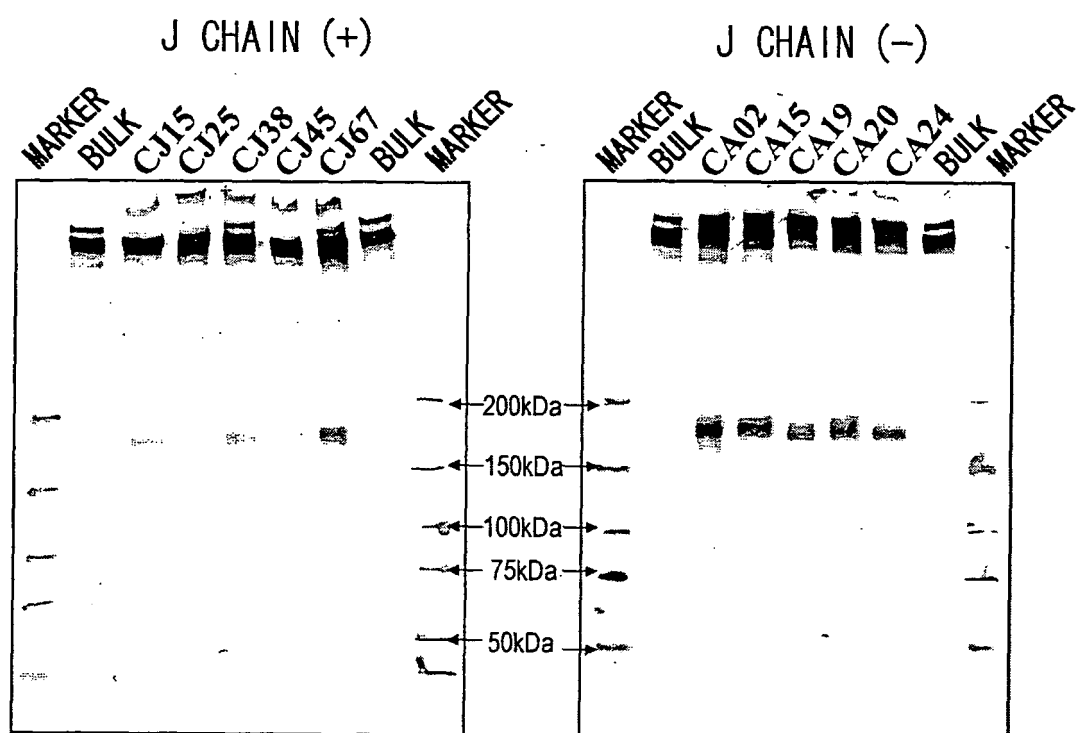 J CHAIN (+)
J CHAIN (−)
MARKER
BULK
CJ15
CJ25
CJ38
CJ45
CJ67
BULK
MARKER
MARKER
BULK
CA02
CA15
CA19
CA20
CA24
BULK
MARKER
200kDa
150kDa
100kDa
75kDa
50kDa